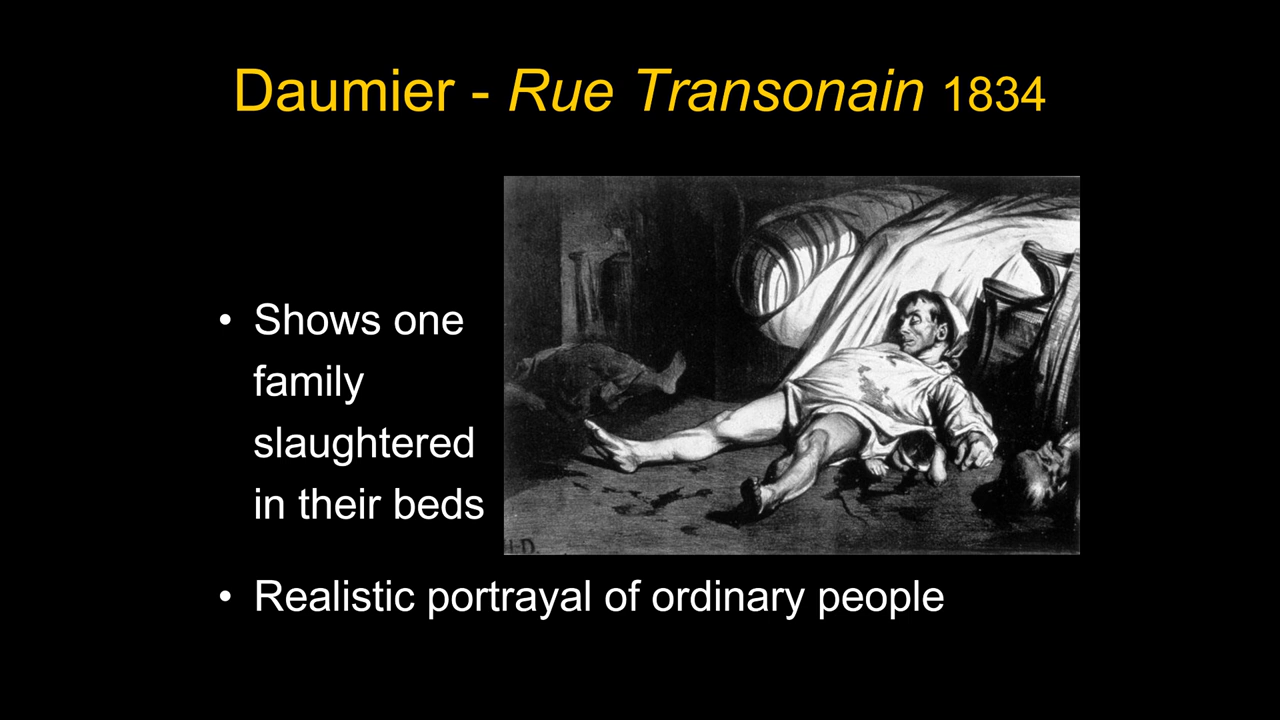 Daumier - Rue Transonain 1834
• Shows one
family
slaughtered
in their beds
H.D.
• Realistic portrayal of ordinary people